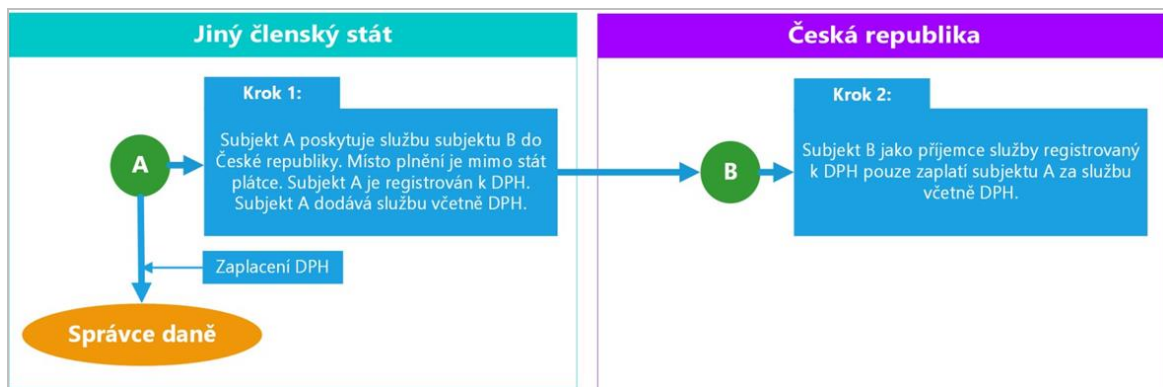 Jiný členský stát
Česká republika
Krok 1:
A
Subjekt A poskytuje službu subjektu B do
České republiky. Místo plnění je mimo stát
plátce. Subjekt A je registrován k DPH.
Subjekt A dodává službu včetně DPH.
Zaplacení DPH
Správce daně
Krok 2:
B
Subjekt B jako příjemce služby registrovaný
k DPH pouze zaplatí subjektu A za službu
včetně DPH.